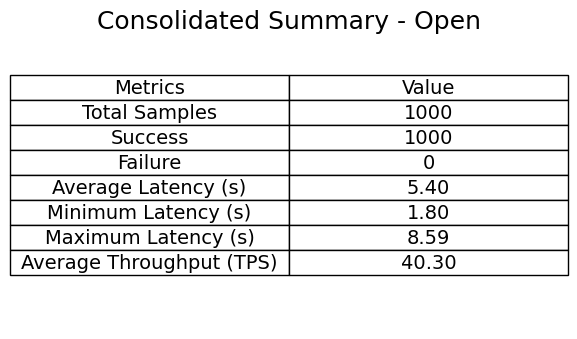 Consolidated Summary - Open
Metrics Value
Total Samples 1000
Success 1000
Failure 0
Average Latency (s) 5.40
Minimum Latency (s) 1.80
Maximum Latency (s) 8.59
Average Throughput (TPS) 40.30